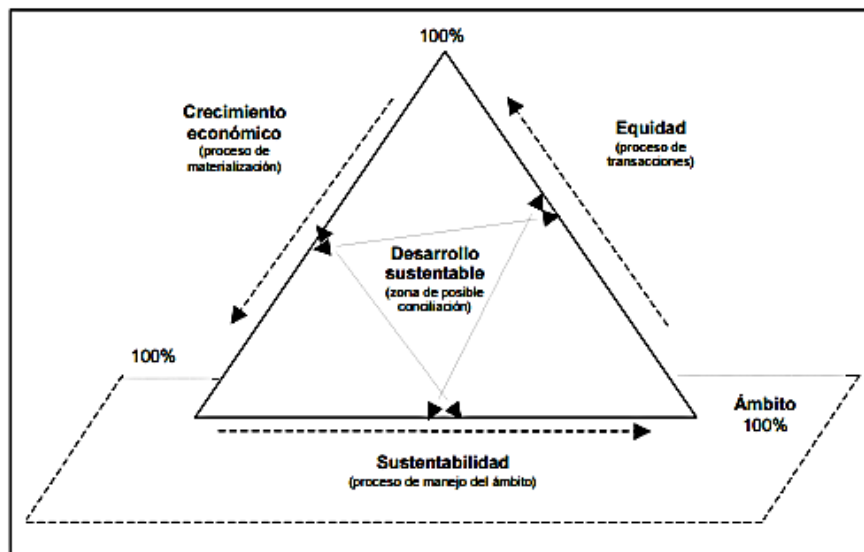 100%
Crecimiento
económico
(proceso de
materialización)
Equidad
(proceso de
transacciones)
Desarrollo
sustentable
(zona de posible
conciliación)
100%
Ámbito
100%
Sustentabilidad
(proceso de manejo del ámbito)